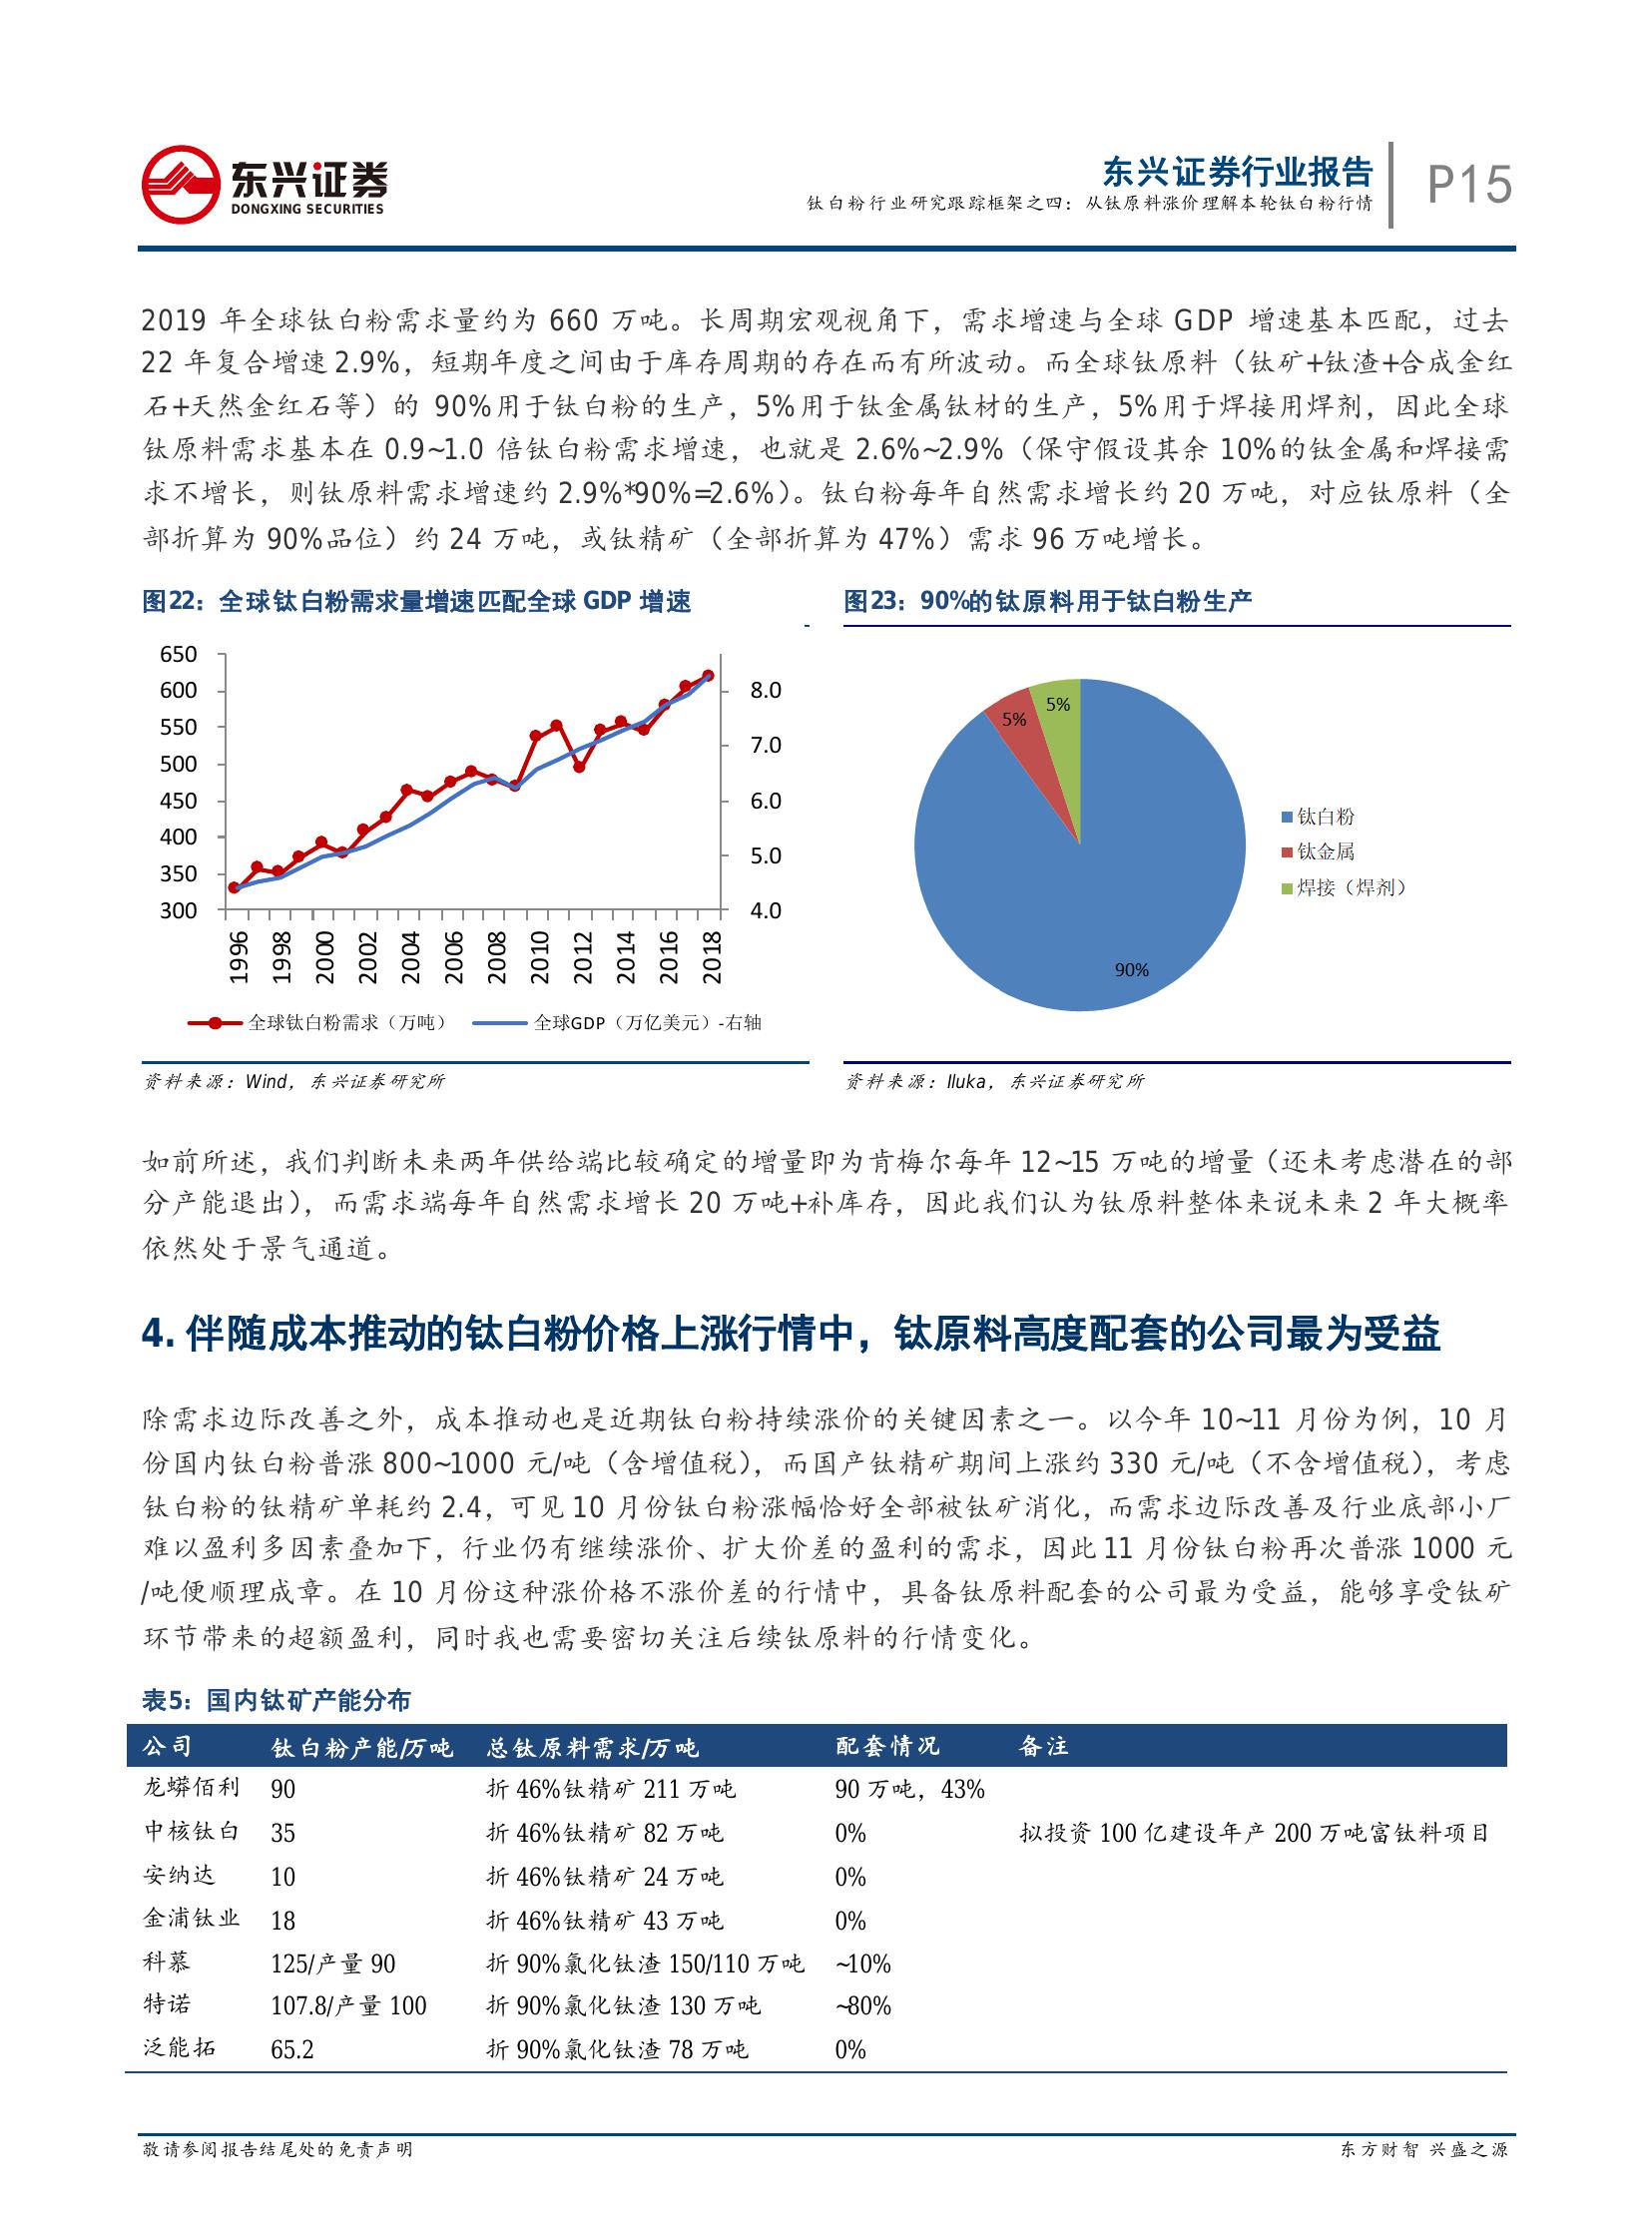 东兴证券
DONGXING SECURITIES
东兴证券行业报告
钛白粉行业研究跟踪框架之四：从钛原料涨价理解本轮钛白粉行情
P15
2019 年全球钛白粉需求量约为 660 万吨。长周期宏观视角下，需求增速与全球 GDP 增速基本匹配，过去
22 年复合增速 2.9%，短期年度之间由于库存周期的存在而有所波动。而全球钛原料（钛矿+钛渣+合成金红
石+天然金红石等）的 90%用于钛白粉的生产，5%用于钛金属钛材的生产，5%用于焊接用焊剂，因此全球
钛原料需求基本在 0.9~1.0 倍钛白粉需求增速，也就是 2.6%~2.9%（保守假设其余 10%的钛金属和焊接需
求不增长，则钛原料需求增速约 2.9%*90%=2.6%）。钛白粉每年自然需求增长约 20 万吨，对应钛原料（全
部折算为 90%品位）约 24 万吨，或钛精矿（全部折算为 47%）需求 96 万吨增长。
图22：全球钛白粉需求量增速匹配全球 GDP 增速
650
600
550
500
450
400
350
300
8.0
7.0
6.0
5.0
4.0
1996
1998
2000
2002
2004
2006
2008
2010
2012
2014
2016
2018
全球钛白粉需求（万吨）
全球GDP（万亿美元）-右轴
资料来源：Wind，东兴证券研究所
图23：90%的钛原料用于钛白粉生产
5%
5%
90%
钛白粉
钛金属
焊接（焊剂）
资料来源：Iluka，东兴证券研究所
如前所述，我们判断未来两年供给端比较确定的增量即为肯梅尔每年 12~15 万吨的增量（还未考虑潜在的部
分产能退出），而需求端每年自然需求增长 20 万吨+补库存，因此我们认为钛原料整体来说未来 2 年大概率
依然处于景气通道。
4. 伴随成本推动的钛白粉价格上涨行情中，钛原料高度配套的公司最为受益
除需求边际改善之外，成本推动也是近期钛白粉持续涨价的关键因素之一。以今年 10~11 月份为例，10 月
份国内钛白粉普涨 800~1000 元/吨（含增值税），而国产钛精矿期间上涨约 330 元/吨（不含增值税），考虑
钛白粉的钛精矿单耗约 2.4，可见 10 月份钛白粉涨幅恰好全部被钛矿消化，而需求边际改善及行业底部小厂
难以盈利多因素叠加下，行业仍有继续涨价、扩大价差的盈利的需求，因此 11 月份钛白粉再次普涨 1000 元
/吨便顺理成章。在 10 月份这种涨价格不涨价差的行情中，具备钛原料配套的公司最为受益，能够享受钛矿
环节带来的超额盈利，同时我也需要密切关注后续钛原料的行情变化。
表5：国内钛矿产能分布
公司 钛白粉产能/万吨 总钛原料需求/万吨 配套情况 备注
龙蟒佰利 90 折 46%钛精矿 211 万吨 90 万吨，43%
中核钛白 35 折 46%钛精矿 82 万吨 0% 拟投资 100 亿建设年产 200 万吨富钛料项目
安纳达 10 折 46%钛精矿 24 万吨 0%
金浦钛业 18 折 46%钛精矿 43 万吨 0%
科慕 125/产量 90 折 90%氯化钛渣 150/110 万吨 ~10%
特诺 107.8/产量 100 折 90%氯化钛渣 130 万吨 ~80%
泛能拓 65.2 折 90%氯化钛渣 78 万吨 0%
敬请参阅报告结尾处的免责声明
东方财智 兴盛之源